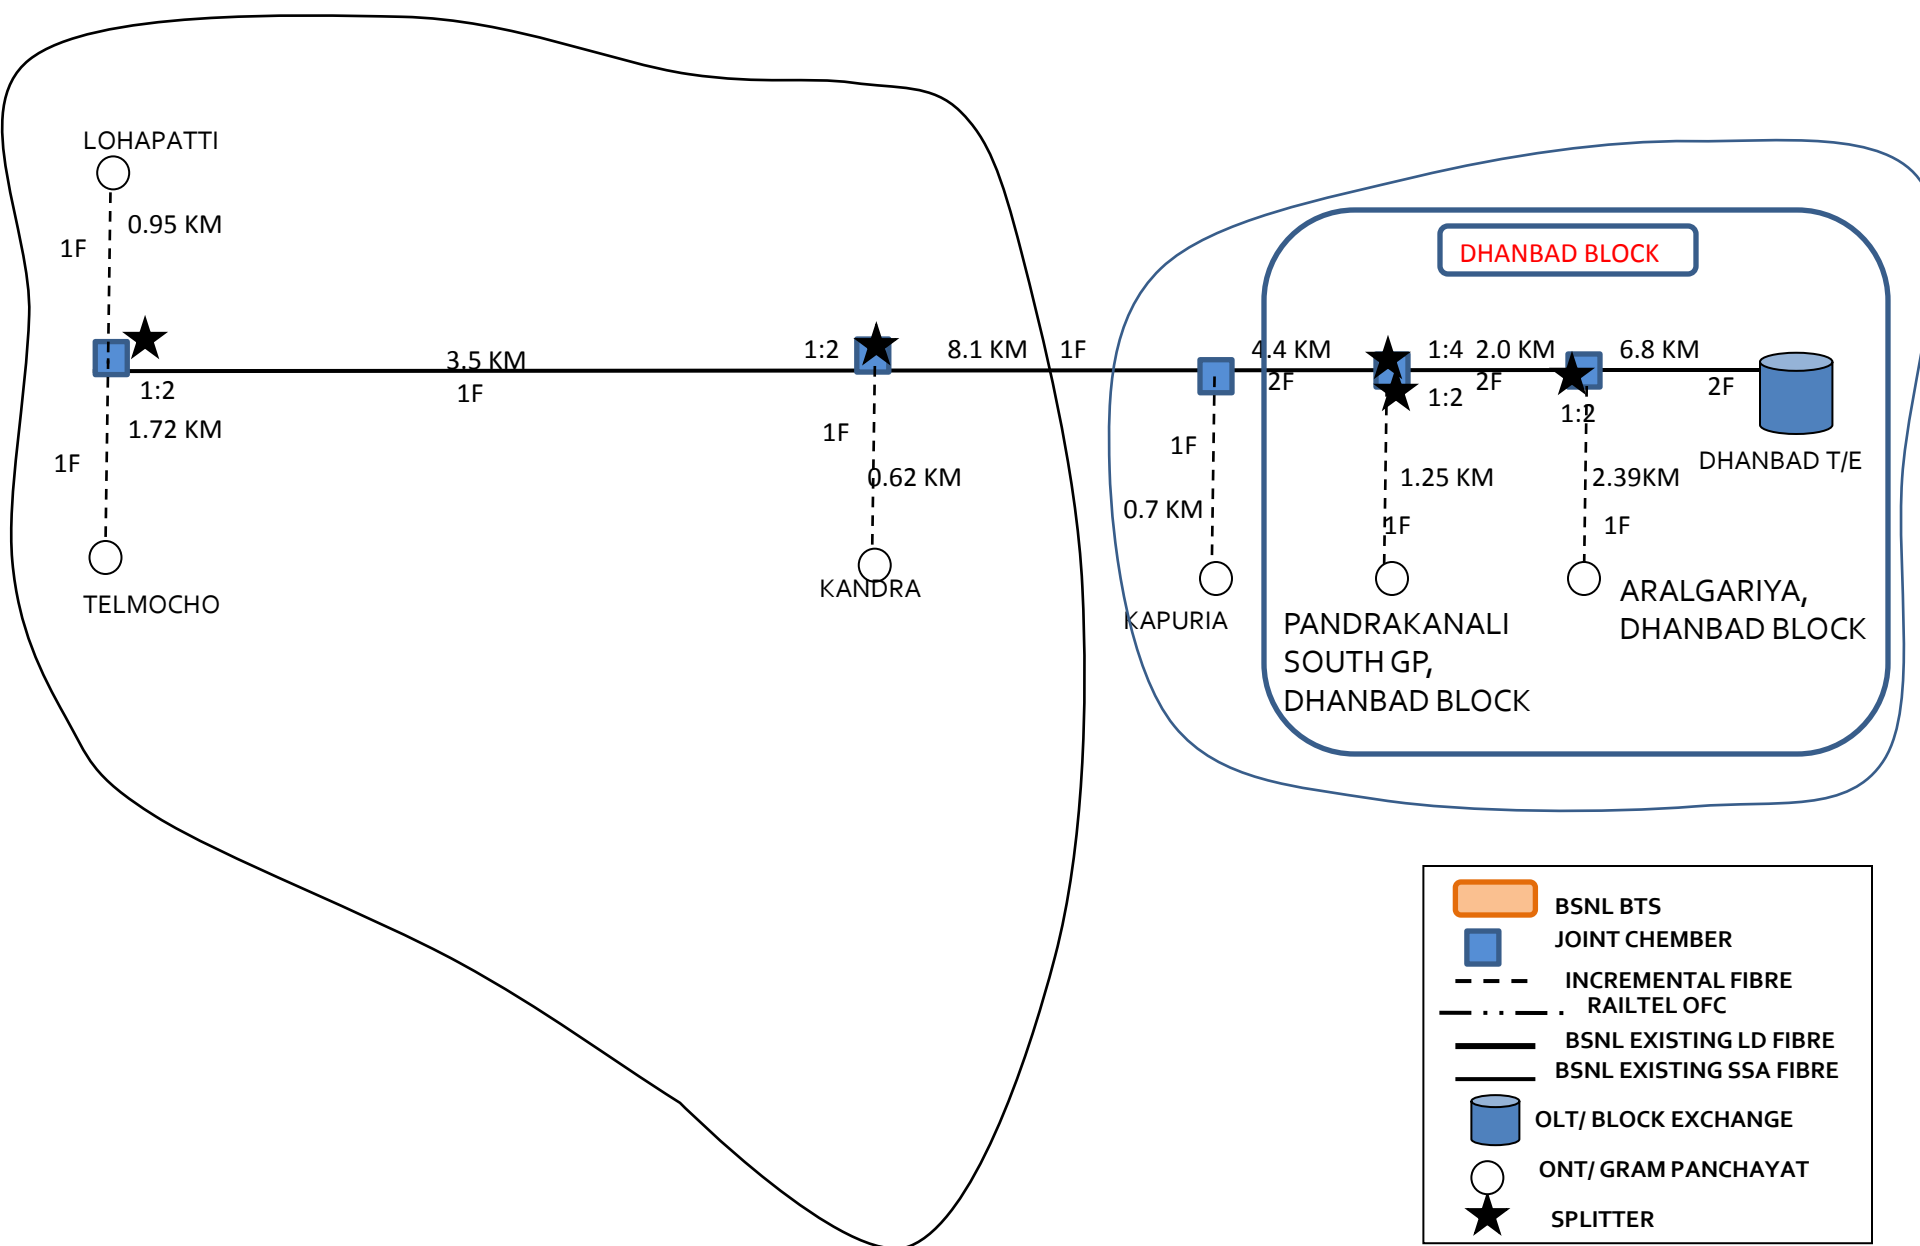 LOHAPATTI
0.95 KM
1F
DHANBAD BLOCK
3.5 KM
1F
1:2
8.1 KM
1F
4.4 KM
2F
1:4
2.0 KM
6.8 KM
1:2
2F
2F
1:2
1:2
1.72 KM
1F
1F
0.62 KM
1F
0.7 KM
1.25 KM
1F
2.39KM
1F
DHANBAD T/E
TELMOCHO
KANDRA
KAPURIA
PANDRAKANALI
SOUTH GP,
DHANBAD BLOCK
ARALGARIYA,
DHANBAD BLOCK
BSNL BTS
JOINT CHEMBER
INCREMENTAL FIBRE
RAILTEL OFC
BSNL EXISTING LD FIBRE
BSNL EXISTING SSA FIBRE
OLT/ BLOCK EXCHANGE
ONT/ GRAM PANCHAYAT
SPLITTER